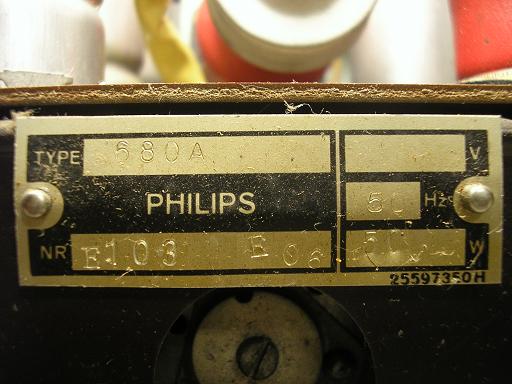 TYPE 680A V
PHILIPS 50 Hz
NR E103 E06 W
25597350H